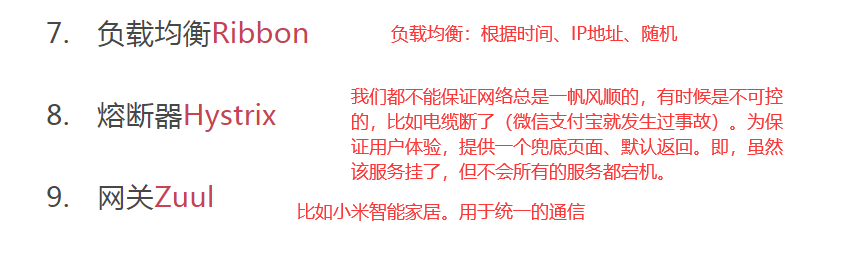 7. 负载均衡Ribbon
负载均衡：根据时间、IP地址、随机
8. 熔断器Hystrix
我们都不能保证网络总是一帆风顺的，有时候是不可控
的，比如电缆断了（微信支付宝就发生过事故）。为保
证用户体验，提供一个兜底页面、默认返回。即，虽然
该服务挂了，但不会所有的服务都宕机。
9. 网关Zuul
比如小米智能家居。用于统一的通信